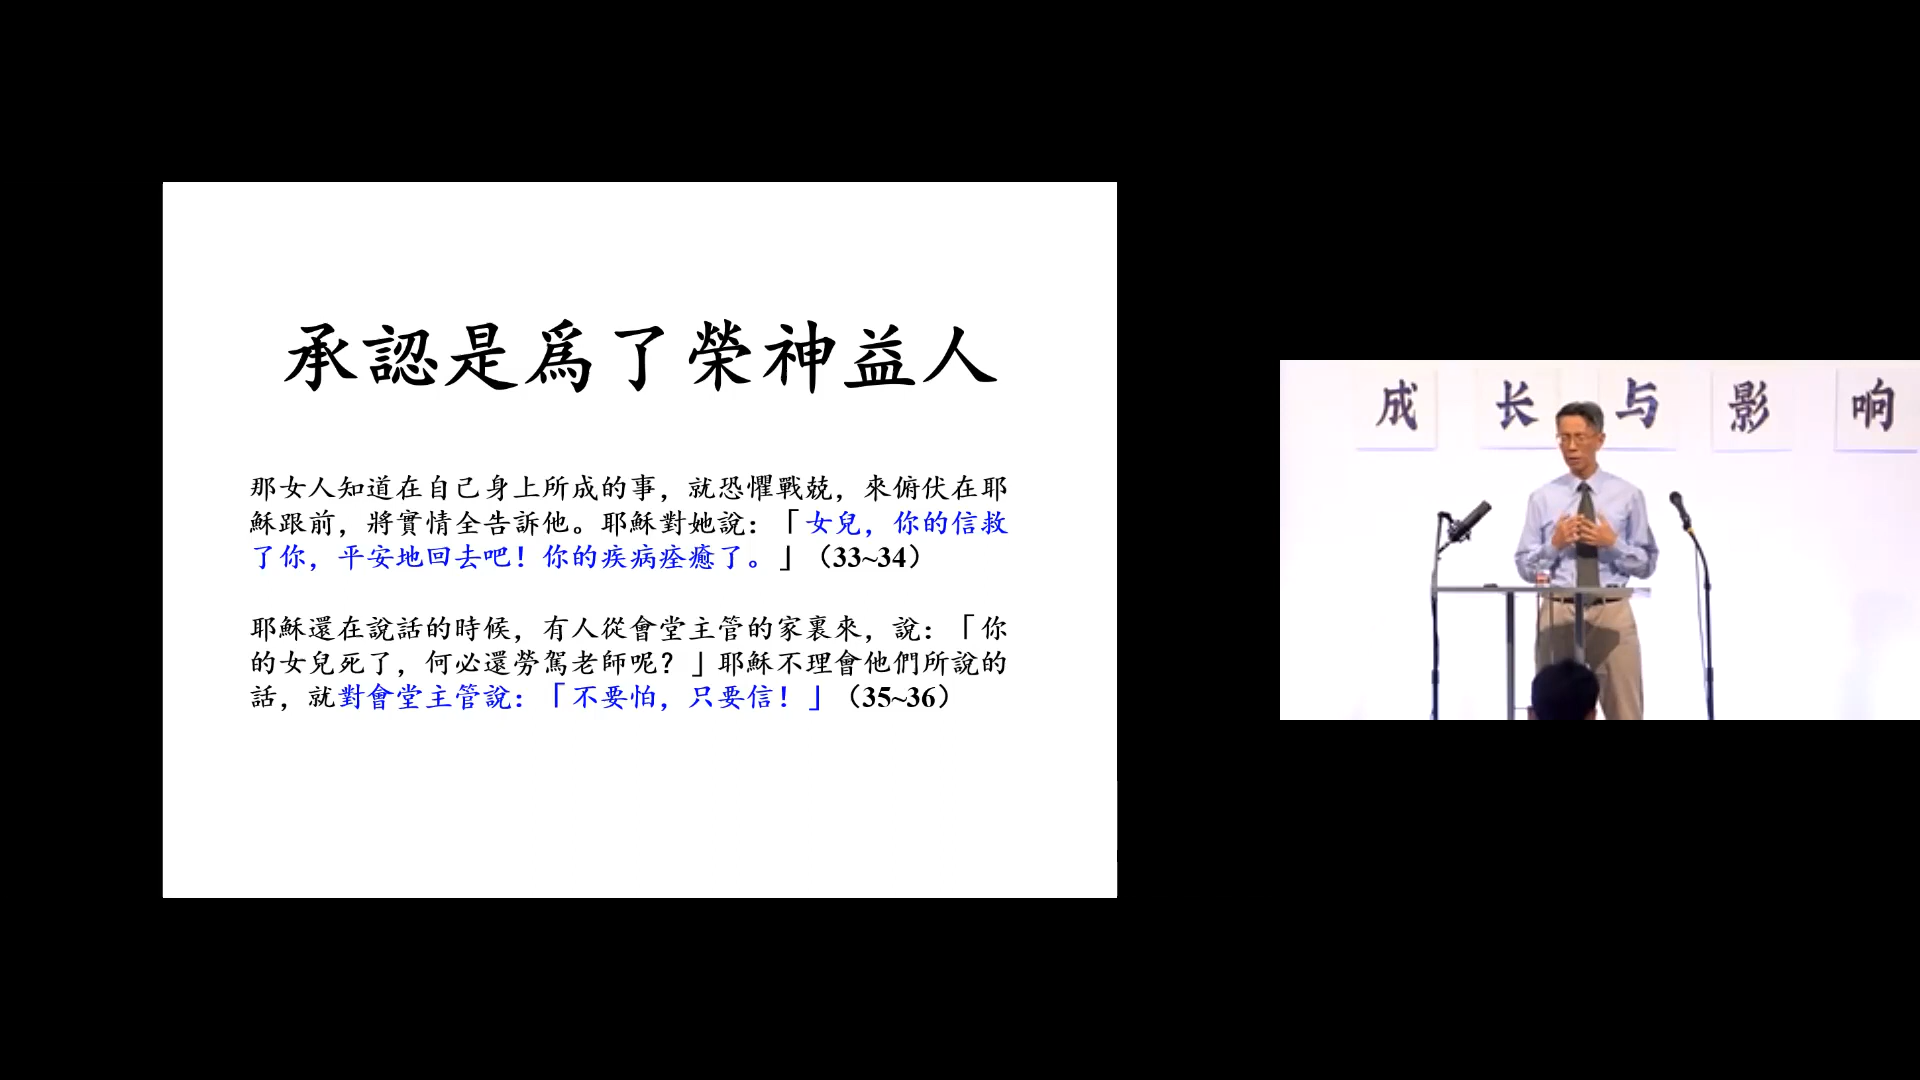 承認是爲了榮神益人
那女人知道在自己身上所成的事，就恐懼戰兢，來俯伏在耶
穌跟前，將實情全告訴他。耶穌對她說：「女兒，你的信救
了你，平安地回去吧！你的疾病痊癒了。」（33~34）
耶穌還在說話的時候，有人從會堂主管的家裏來，說：「你
的女兒死了，何必還勞駕老師呢？」耶穌不理會他們所說的
話，就對會堂主管說：「不要怕，只要信！」（35~36）
成长与影响